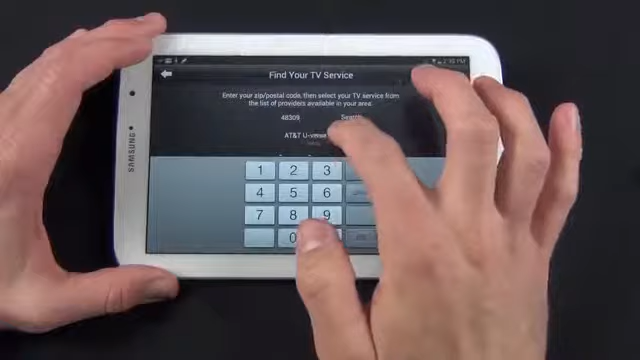 Find Your TV Service
Enter your zip/postal code, then select your TV service from
the list of providers available in your area.
48309 Search
AT&T U-verse
1 2 3
4 5 6
7 8 9
0
SAMSUNG